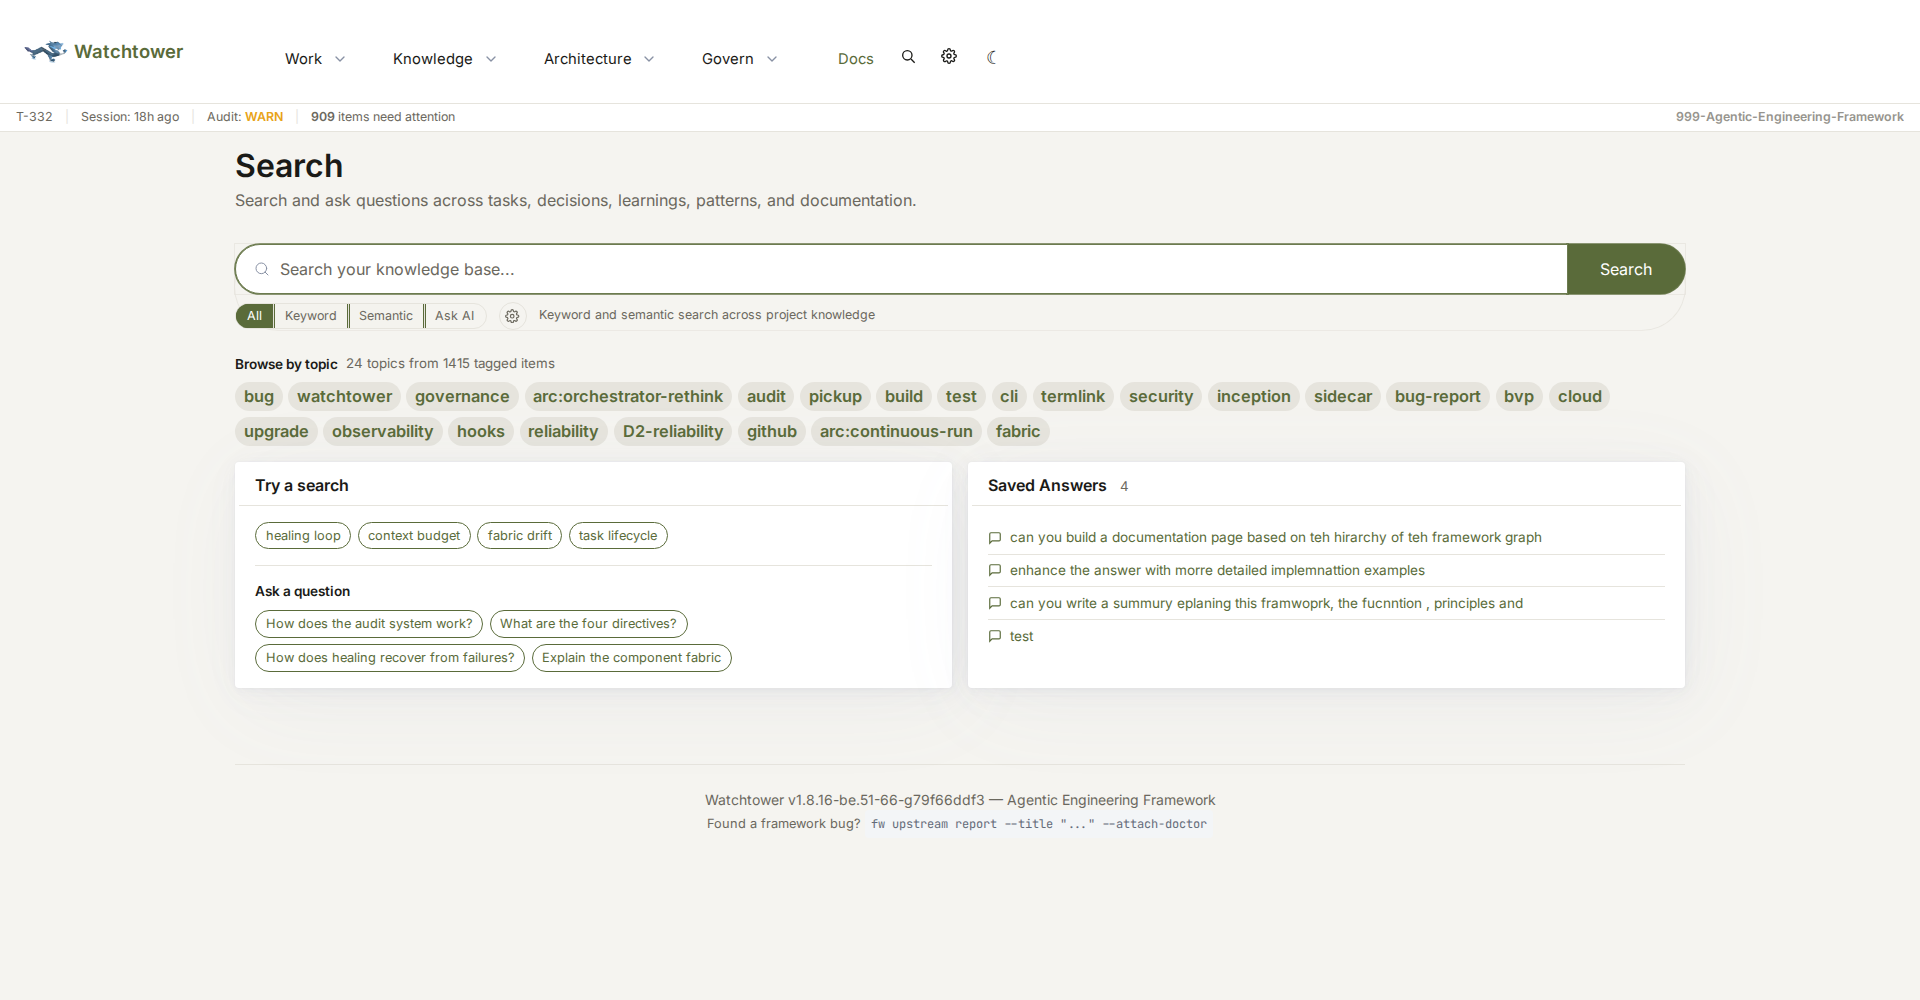 Watchtower
Work Knowledge Architecture Govern Docs
T-332 Session: 18h ago Audit: WARN 909 items need attention 999-Agentic-Engineering-Framework
Search
Search and ask questions across tasks, decisions, learnings, patterns, and documentation.
Search your knowledge base... Search
All Keyword Semantic Ask AI Keyword and semantic search across project knowledge
Browse by topic 24 topics from 1415 tagged items
bug watchtower governance arc:orchestrator-rethink audit pickup build test cli termlink security inception sidecar bug-report bvp cloud
upgrade observability hooks reliability D2-reliability github arc:continuous-run fabric
Try a search
healing loop context budget fabric drift task lifecycle
Ask a question
How does the audit system work? What are the four directives?
How does healing recover from failures? Explain the component fabric
Saved Answers 4
can you build a documentation page based on teh hirarchy of teh framework graph
enhance the answer with morre detailed implemnattion examples
can you write a summury eplaning this framwoprk, the fucnntion , principles and
test
Watchtower v1.8.16-be.51-66-g79f66ddf3 — Agentic Engineering Framework
Found a framework bug? fw upstream report --title "..." --attach-doctor